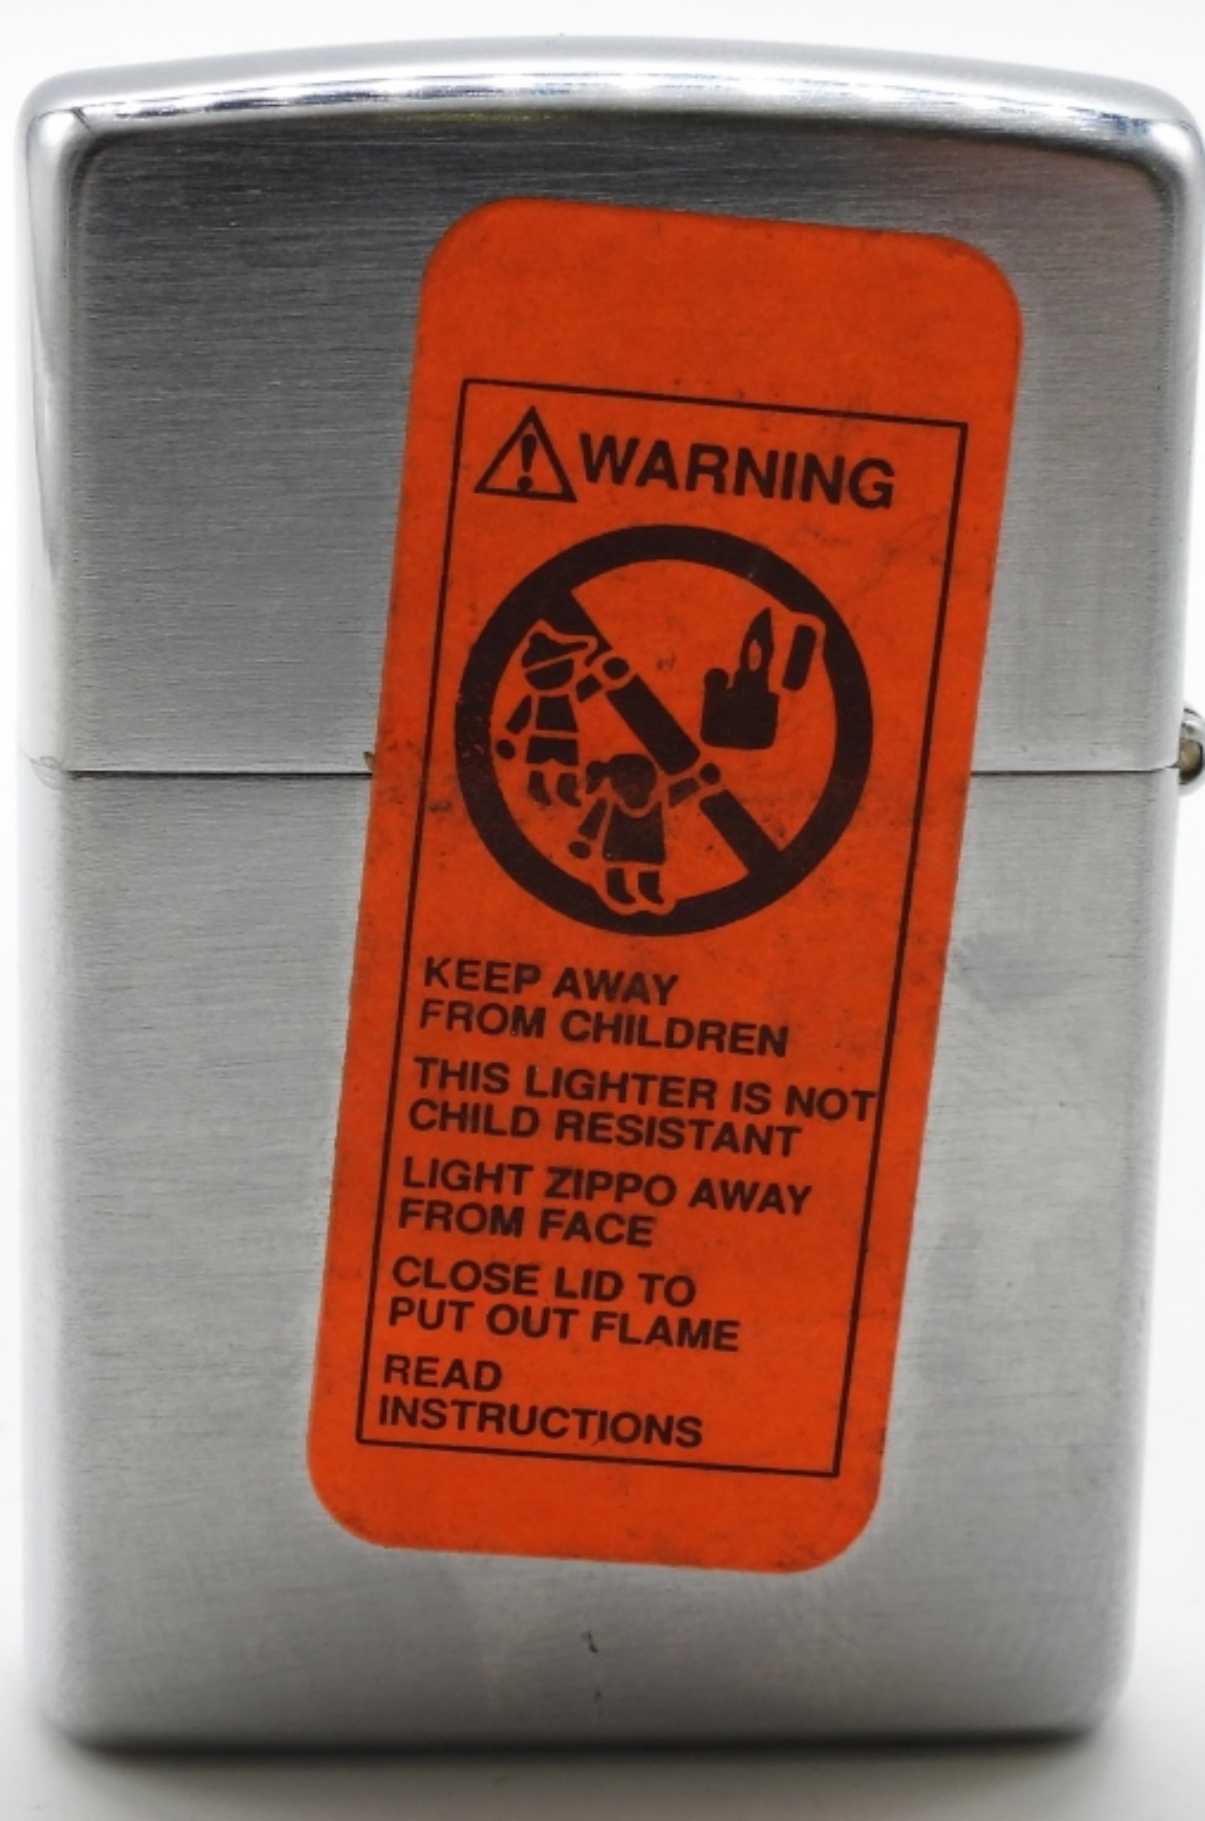 WARNING
KEEP AWAY
FROM CHILDREN
THIS LIGHTER IS NOT
CHILD RESISTANT
LIGHT ZIPPO AWAY
FROM FACE
CLOSE LID TO
PUT OUT FLAME
READ
INSTRUCTIONS